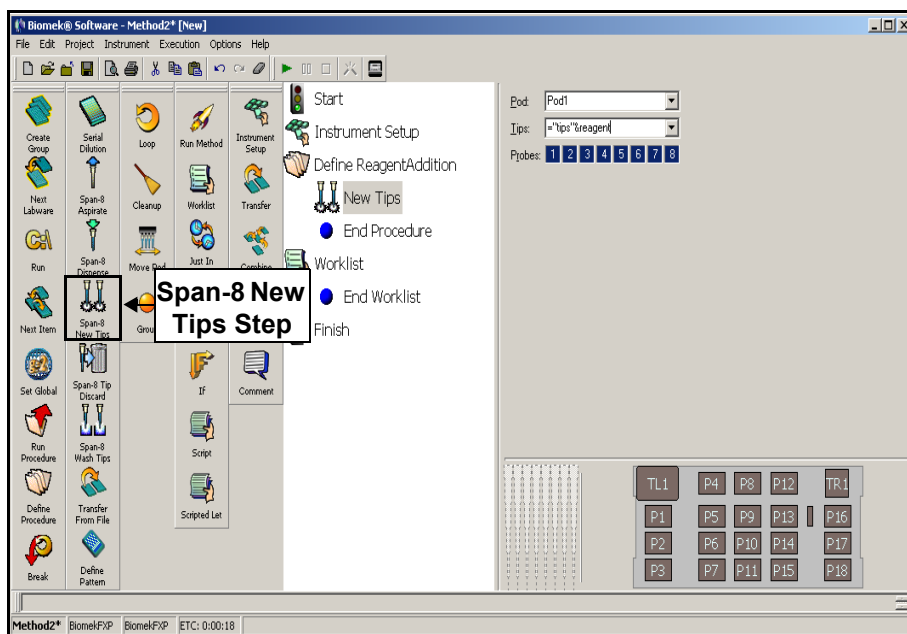 Biomek® Software - Method2* [New]
File Edit Project Instrument Execution Options Help
Create Group
Serial Dilution
Loop
Run Method
Instrument Setup
Next Labware
Span-8 Aspirate
Cleanup
Worklist
Transfer
Run
Span-8 Dispense
Move Pod
Just In
Combine
Next Item
Span-8 New Tips
Grou
Set Global
Span-8 Tip Discard
If
Comment
Run Procedure
Span-8 Wash Tips
Script
Define Procedure
Transfer From File
Scripted Let
Break
Define Pattern
Span-8 New
Tips Step
Start
Instrument Setup
Define ReagentAddition
New Tips
End Procedure
Worklist
End Worklist
Finish
Pod: Pod1
Tips: ="tips"&reagent
Probes: 1 2 3 4 5 6 7 8
TL1 P4 P8 P12 TR1
P1 P5 P9 P13 P16
P2 P6 P10 P14 P17
P3 P7 P11 P15 P18
Method2* BiomekFXP BiomekFXP ETC: 0:00:18